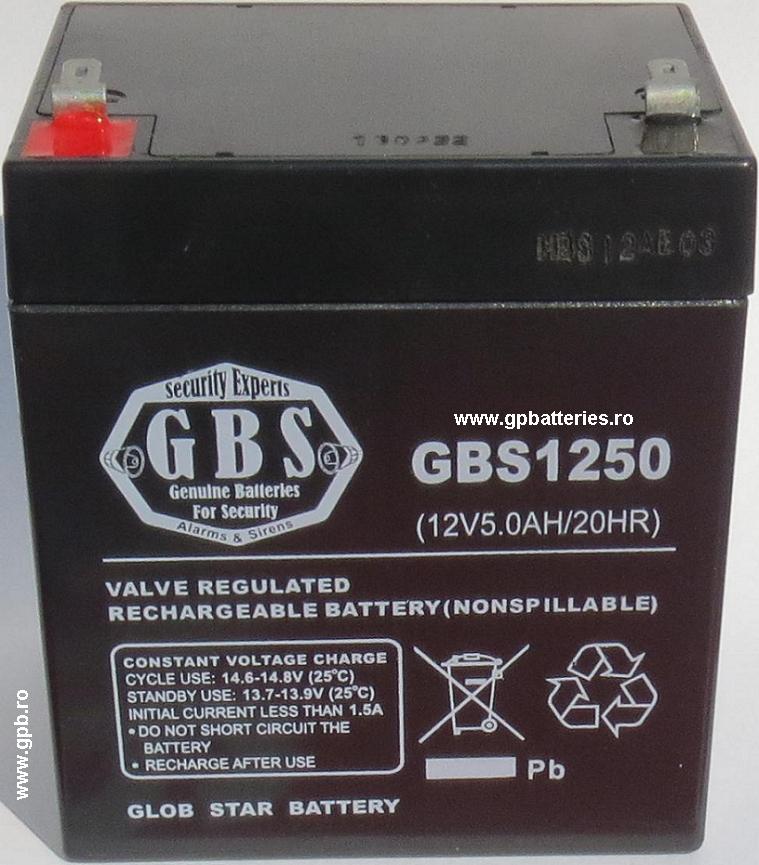 HBS12AE03
security Experts
GBS
Genuine Batteries
For Security
Alarms & Sirens
www.gpbatteries.ro
GBS1250
(12V5.0AH/20HR)
VALVE REGULATED
RECHARGEABLE BATTERY(NONSPILLABLE)
CONSTANT VOLTAGE CHARGE
CYCLE USE: 14.6-14.8V (25°C)
STANDBY USE: 13.7-13.9V (25°C)
INITIAL CURRENT LESS THAN 1.5A
• DO NOT SHORT CIRCUIT THE
BATTERY
• RECHARGE AFTER USE
Pb
GLOB STAR BATTERY
www.gpb.ro